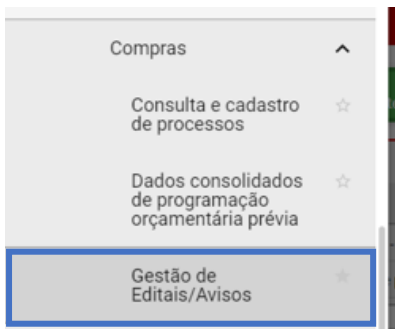 Compras
Consulta e cadastro
de processos
Dados consolidados
de programação
orçamentária prévia
Gestão de
Editais/Avisos